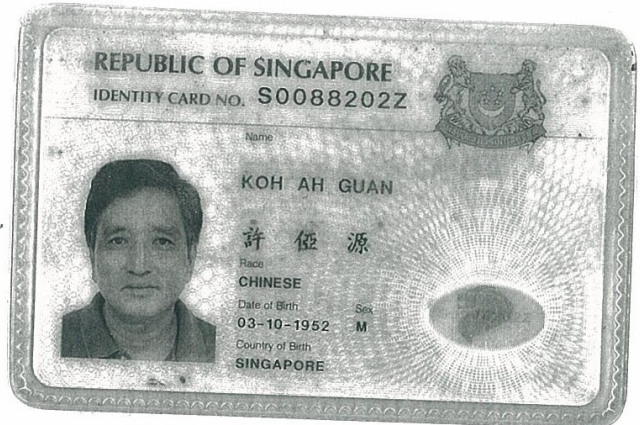 REPUBLIC OF SINGAPORE
IDENTITY CARD NO. S0088202Z
Name
KOH AH GUAN
許 俹 源
Race
CHINESE
Date of Birth
Sex
03-10-1952
M
Country of Birth
SINGAPORE